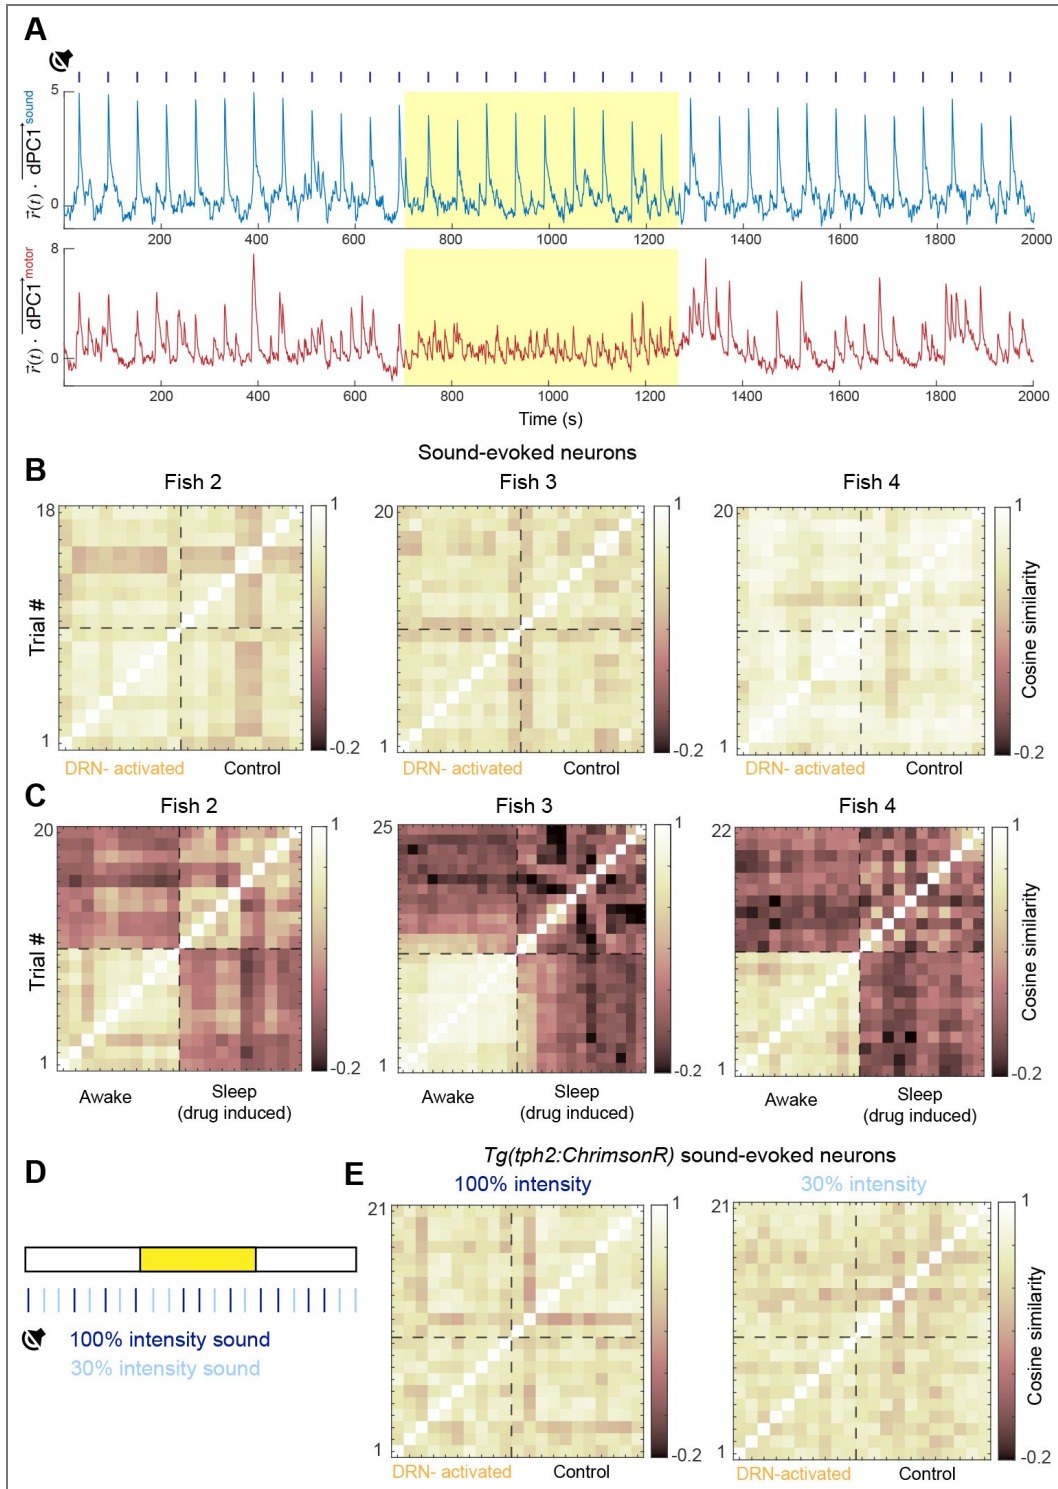 A
5
0
r(t) · dPC1 sound
200 400 600 800 1000 1200 1400 1600 1800 2000
8
0
r(t) · dPC1 motor
200 400 600 800 1000 1200 1400 1600 1800 2000
Time (s)
B
Sound-evoked neurons
Fish 2 Fish 3 Fish 4
18 1 20 1 20 1
Trial #
Cosine similarity
1 -0.2 1 -0.2 1 -0.2
DRN- activated Control DRN- activated Control DRN- activated Control
C
Fish 2 Fish 3 Fish 4
20 1 25 1 22 1
Trial #
Cosine similarity
1 -0.2 1 -0.2 1 -0.2
Awake Sleep (drug induced) Awake Sleep (drug induced) Awake Sleep (drug induced)
D
100% intensity sound
30% intensity sound
E
Tg(tph2:ChrimsonR) sound-evoked neurons
100% intensity 30% intensity
21 1 21 1
Cosine similarity
1 -0.2 1 -0.2
DRN- activated Control DRN-activated Control